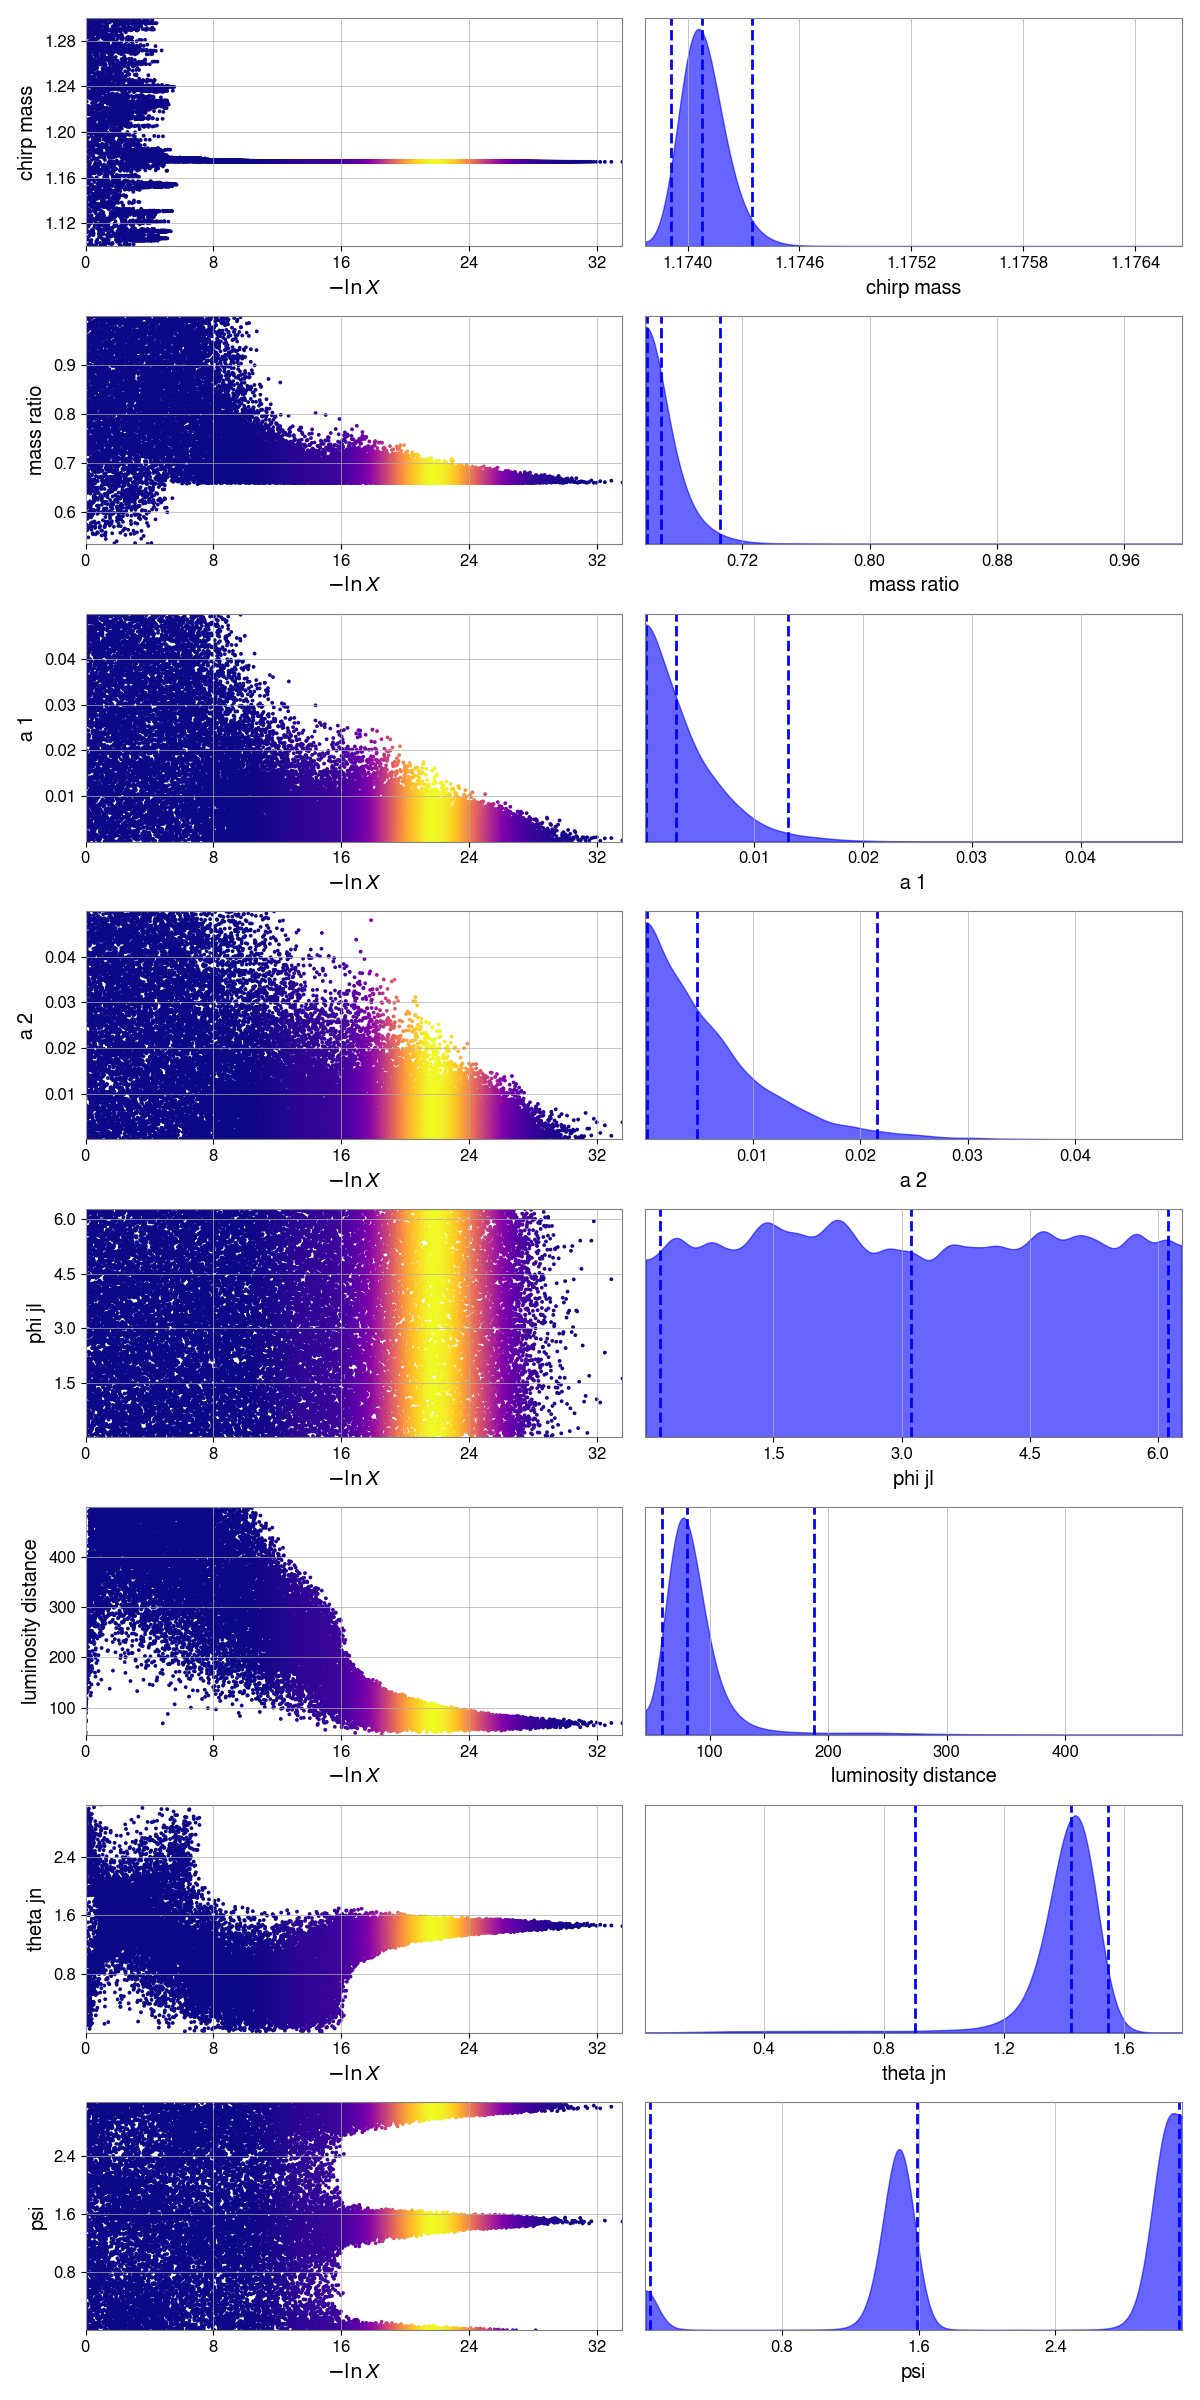 1.28
1.24
1.20
1.16
1.12
chirp mass
0 8 16 24 32
−ln X
1.1740 1.1746 1.1752 1.1758 1.1764
chirp mass
0.9
0.8
0.7
0.6
mass ratio
0 8 16 24 32
−ln X
0.72 0.80 0.88 0.96
mass ratio
0.04
0.03
0.02
0.01
a 1
0 8 16 24 32
−ln X
0.01 0.02 0.03 0.04
a 1
0.04
0.03
0.02
0.01
a 2
0 8 16 24 32
−ln X
0.01 0.02 0.03 0.04
a 2
6.0
4.5
3.0
1.5
phi jl
0 8 16 24 32
−ln X
1.5 3.0 4.5 6.0
phi jl
400
300
200
100
luminosity distance
0 8 16 24 32
−ln X
100 200 300 400
luminosity distance
2.4
1.6
0.8
theta jn
0 8 16 24 32
−ln X
0.4 0.8 1.2 1.6
theta jn
2.4
1.6
0.8
psi
0 8 16 24 32
−ln X
0.8 1.6 2.4
psi